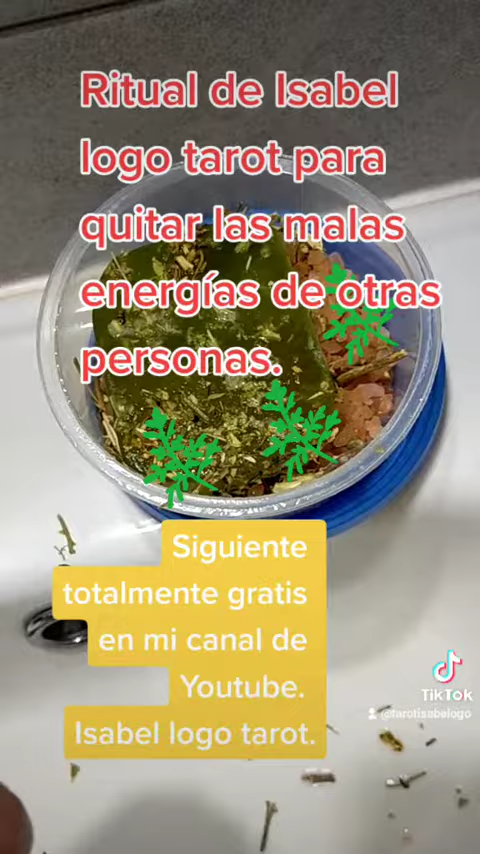 Ritual de Isabel
logo tarot para
quitar las malas
energías de otras
personas.
Siguiente
totalmente gratis
en mi canal de
Youtube.
Isabel logo tarot.
TikTok
@tarotisabelogo